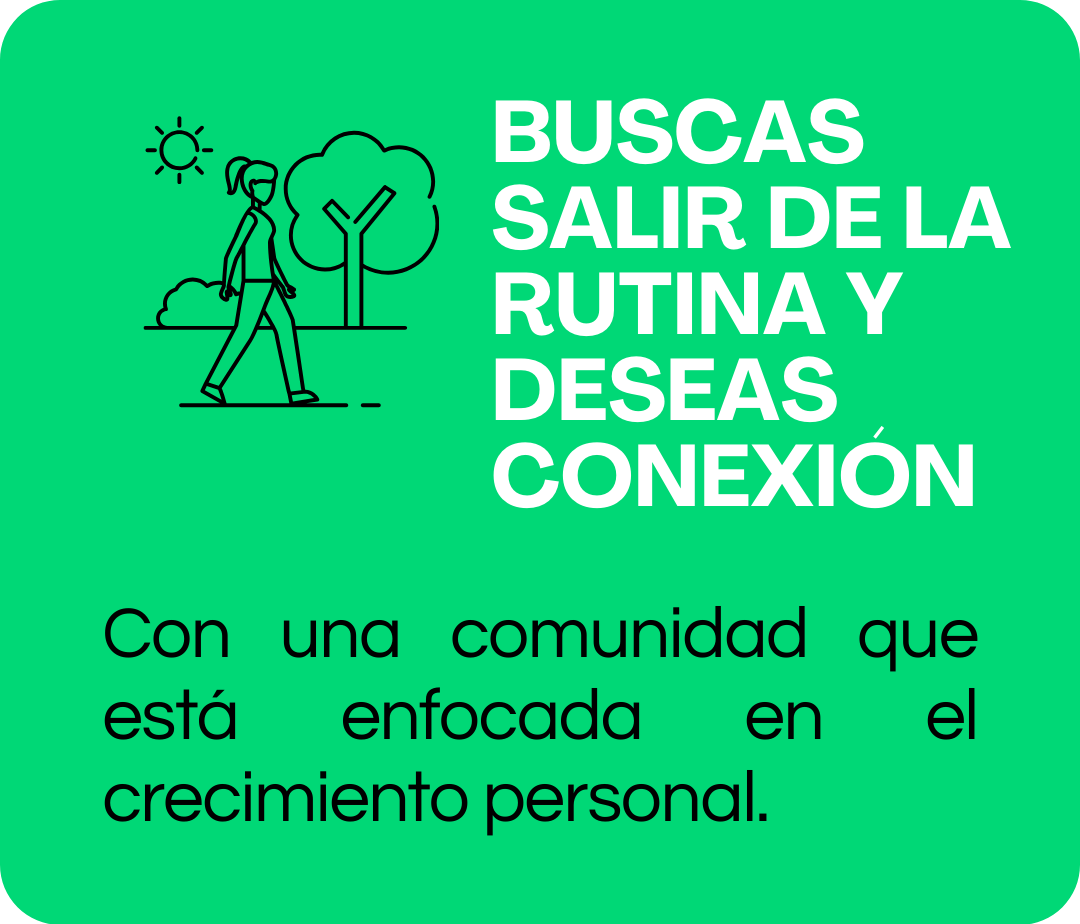 BUSCAS
SALIR DE LA
RUTINA Y
DESEAS
CONEXIÓN
Con una comunidad que
está enfocada en el
crecimiento personal.